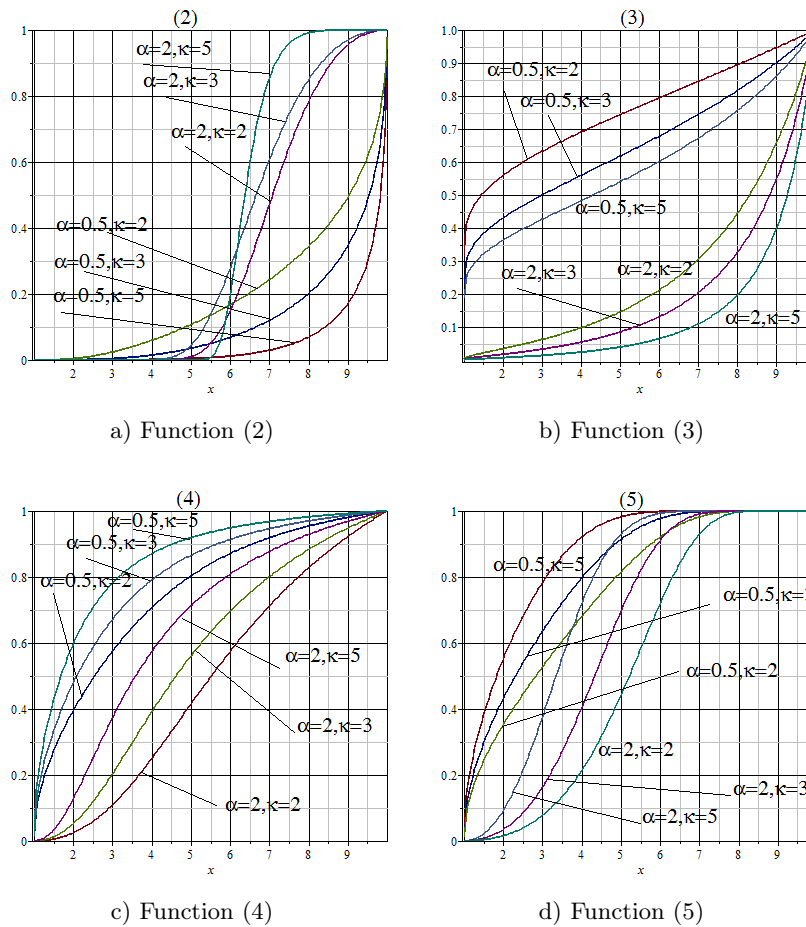 (2)
1
0.8
0.6
0.4
0.2
0
2 3 4 5 6 7 8 9
x
α=2,κ=5
α=2,κ=3
α=2,κ=2
α=0.5,κ=2
α=0.5,κ=3
α=0.5,κ=5
a) Function (2)
(3)
1.0
0.9
0.8
0.7
0.6
0.5
0.4
0.3
0.2
0.1
2 3 4 5 6 7 8 9
x
α=0.5,κ=2
α=0.5,κ=3
α=0.5,κ=5
α=2,κ=2
α=2,κ=3
α=2,κ=5
b) Function (3)
(4)
1
0.8
0.6
0.4
0.2
0
2 3 4 5 6 7 8 9
x
α=0.5,κ=5
α=0.5,κ=3
α=0.5,κ=2
α=2,κ=5
α=2,κ=3
α=2,κ=2
c) Function (4)
(5)
1
0.8
0.6
0.4
0.2
0
2 3 4 5 6 7 8 9
x
α=0.5,κ=5
α=0.5,κ=
α=0.5,κ=2
α=2,κ=2
α=2,κ=3
α=2,κ=5
d) Function (5)